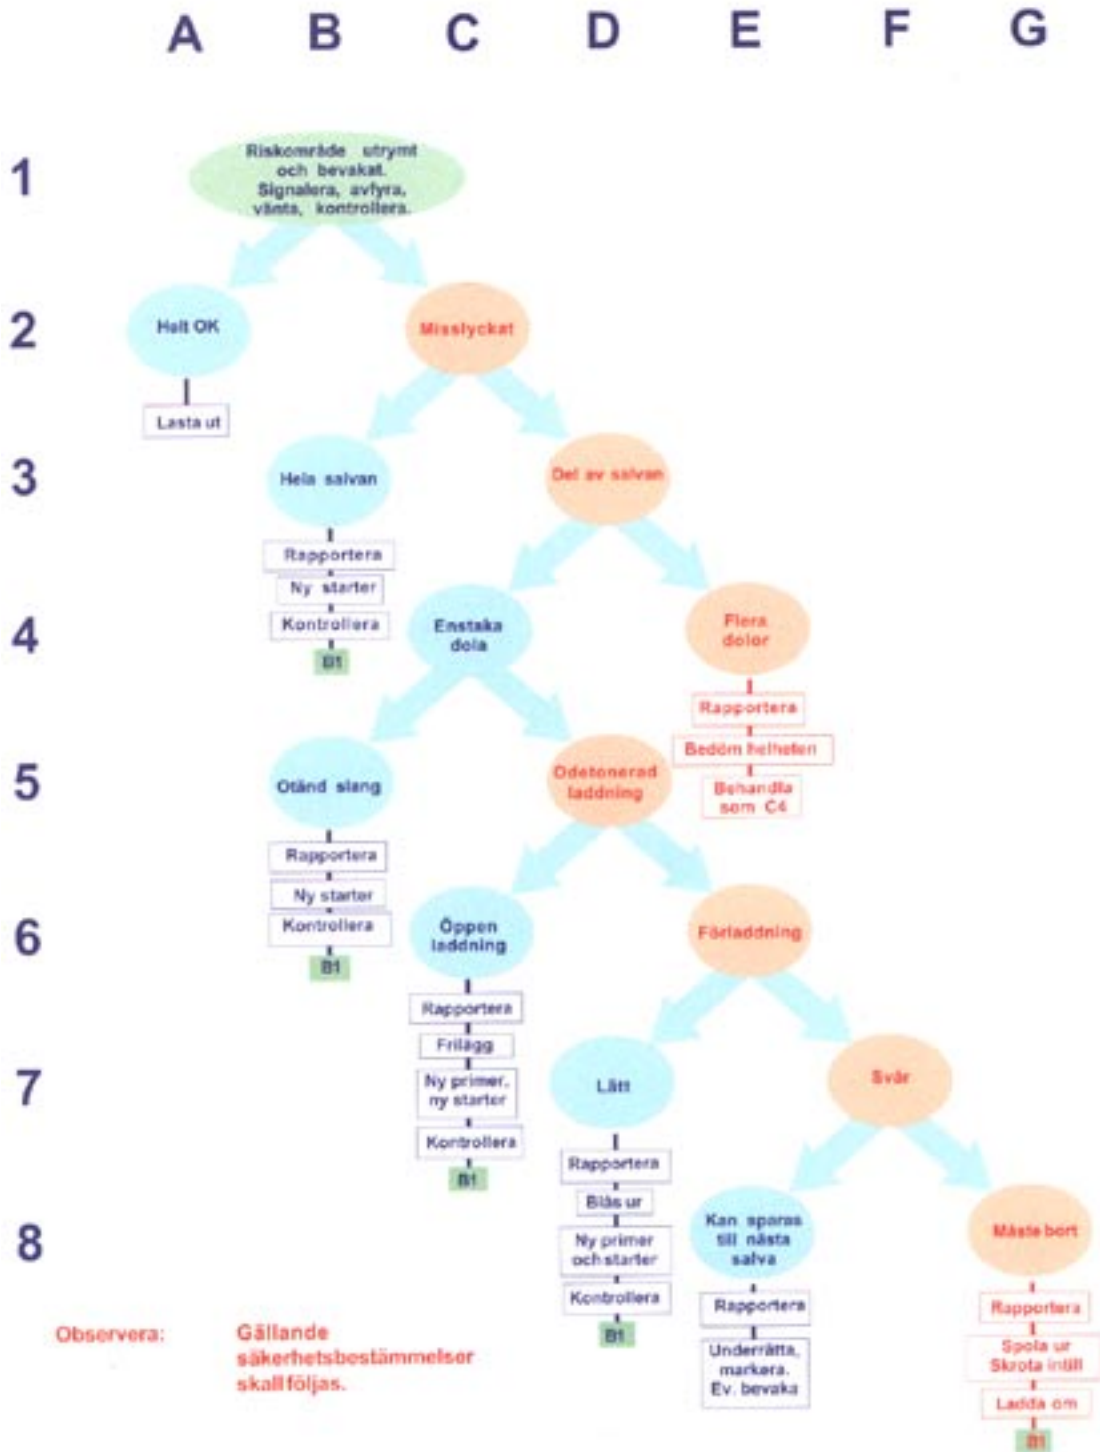 A B C D E F G
1
Riskområde utrymt
och bevakat.
Signalera, avfyra,
vänta, kontrollera.
2
Helt OK
Misslyckat
Lasta ut
3
Hela salvan
Del av salvan
Rapportera
Ny starter
Kontrollera
B1
4
Enstaka
dola
Flera
dolor
Rapportera
Bedöm helheten
Behandla
som C4
5
Otänd slang
Odetonerad
laddning
Rapportera
Ny starter
Kontrollera
B1
6
Öppen
laddning
Förladdning
Rapportera
Frilägg
Ny primer,
ny starter
Kontrollera
B1
7
Lätt
Svår
Rapportera
Blås ur
Ny primer
och starter
Kontrollera
B1
8
Kan sparas
till nästa
salva
Måste bort
Rapportera
Underrätta,
markera.
Ev. bevaka
Rapportera
Spola ur
Skrota intill
Ladda om
B1
Observera:
Gällande
säkerhetsbestämmelser
skall följas.